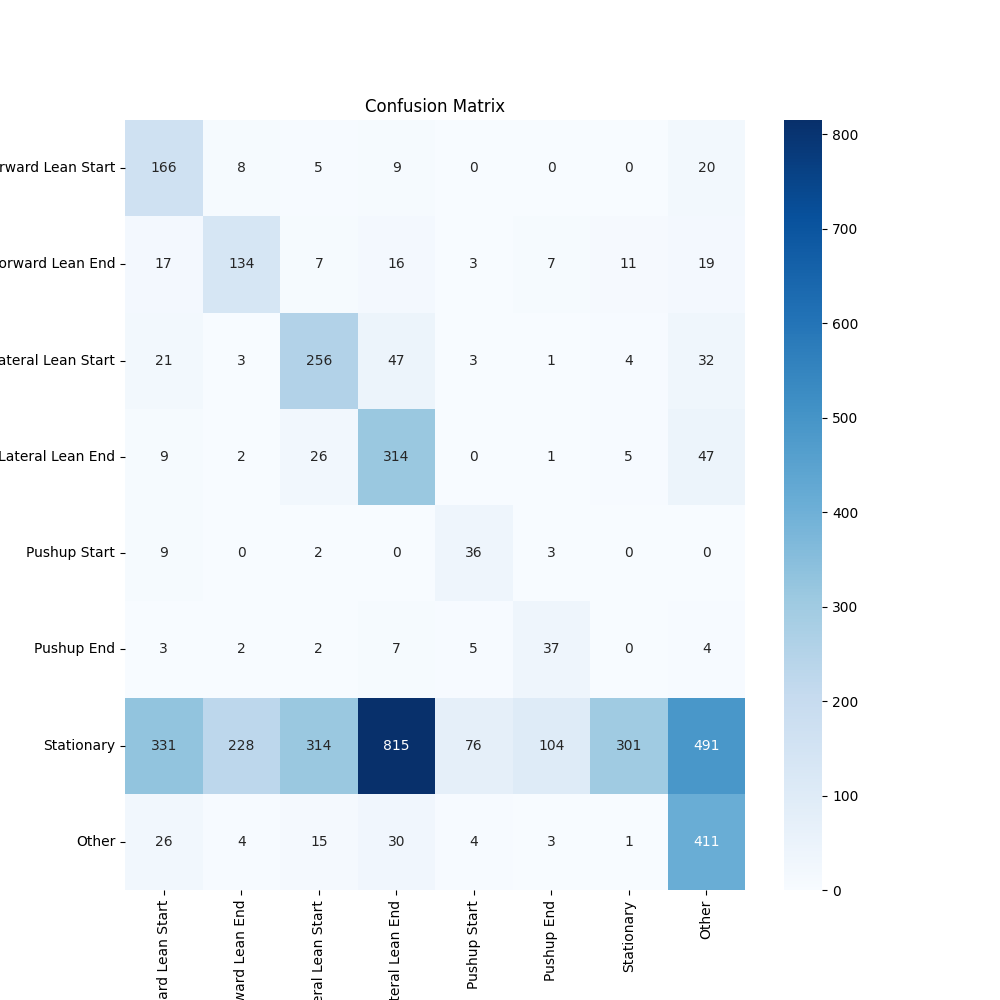 Confusion Matrix
rward Lean Start
166 8 5 9 0 0 0 20
orward Lean End
17 134 7 16 3 7 11 19
ateral Lean Start
21 3 256 47 3 1 4 32
Lateral Lean End
9 2 26 314 0 1 5 47
Pushup Start
9 0 2 0 36 3 0 0
Pushup End
3 2 2 7 5 37 0 4
Stationary
331 228 314 815 76 104 301 491
Other
26 4 15 30 4 3 1 411
ard Lean Start
ward Lean End
eral Lean Start
teral Lean End
Pushup Start
Pushup End
Stationary
Other
800
700
600
500
400
300
200
100
0